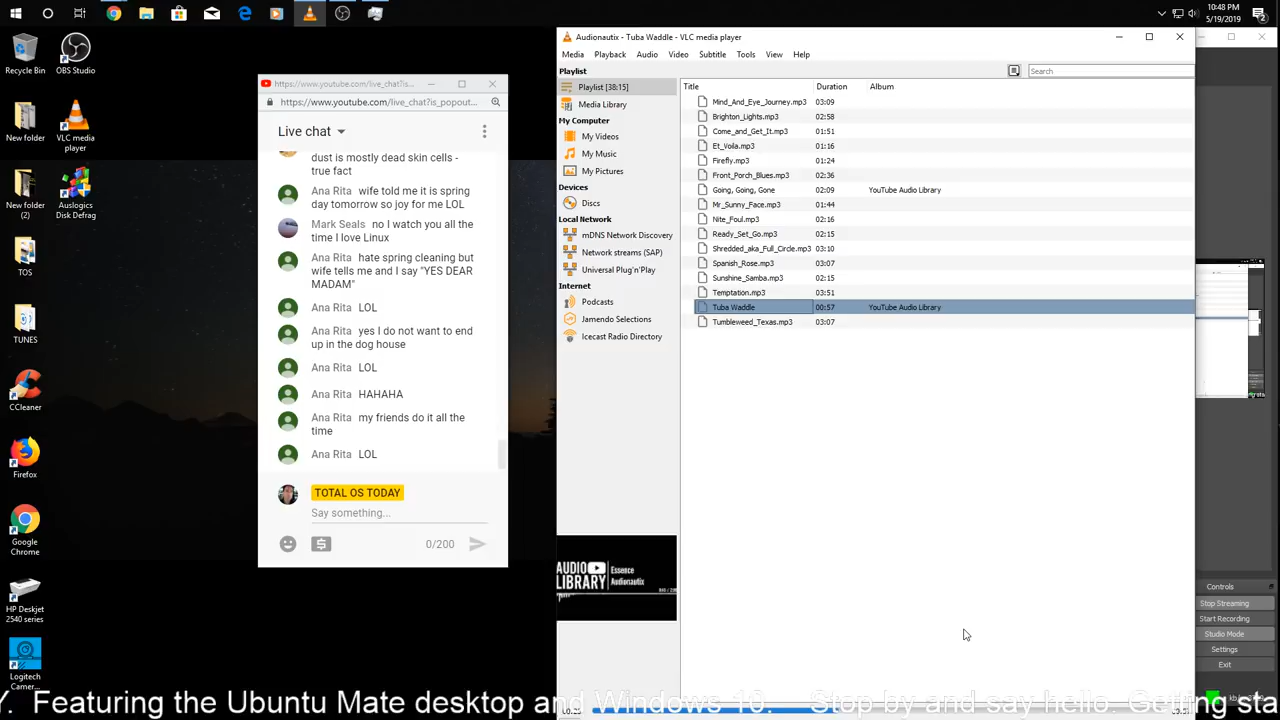 10:48 PM
5/19/2019
Recycle Bin
OBS Studio
New folder
VLC media
player
New folder
(2)
Auslogics
Disk Defrag
TOS
TUNES
CCleaner
Firefox
Google
Chrome
HP Deskjet
2540 series
Logitech
Camer...
https://www.youtube.com/live_chat?is...
https://www.youtube.com/live_chat?is_popout...
Live chat
dust is mostly dead skin cells -
true fact
Ana Rita wife told me it is spring
day tomorrow so joy for me LOL
Mark Seals no I watch you all the
time I love Linux
Ana Rita hate spring cleaning but
wife tells me and I say "YES DEAR
MADAM"
Ana Rita LOL
Ana Rita yes I do not want to end
up in the dog house
Ana Rita LOL
Ana Rita HAHAHA
Ana Rita my friends do it all the
time
Ana Rita LOL
TOTAL OS TODAY
Say something...
0/200
Audionautix - Tuba Waddle - VLC media player
Media Playback Audio Video Subtitle Tools View Help
Playlist
Search
Playlist [38:15]
Media Library
My Computer
My Videos
My Music
My Pictures
Devices
Discs
Local Network
mDNS Network Discovery
Network streams (SAP)
Universal Plug'n'Play
Internet
Podcasts
Jamendo Selections
Icecast Radio Directory
Title Duration Album
Mind_And_Eye_Journey.mp3 03:09
Brighton_Lights.mp3 02:58
Come_and_Get_It.mp3 01:51
Et_Voila.mp3 01:16
Firefly.mp3 01:24
Front_Porch_Blues.mp3 02:36
Going, Going, Gone 02:09 YouTube Audio Library
Mr_Sunny_Face.mp3 01:44
Nite_Foul.mp3 02:16
Ready_Set_Go.mp3 02:15
Shredded_aka_Full_Circle.mp3 03:10
Spanish_Rose.mp3 03:07
Sunshine_Samba.mp3 02:15
Temptation.mp3 03:51
Tuba Waddle 00:57 YouTube Audio Library
Tumbleweed_Texas.mp3 03:07
AUDIO
LIBRARY
Essence
Audionautix
Controls
Stop Streaming
Start Recording
Studio Mode
Settings
Exit
Y. Featuring the Ubuntu Mate desktop and Windows 10. Stop by and say hello. Getting sta